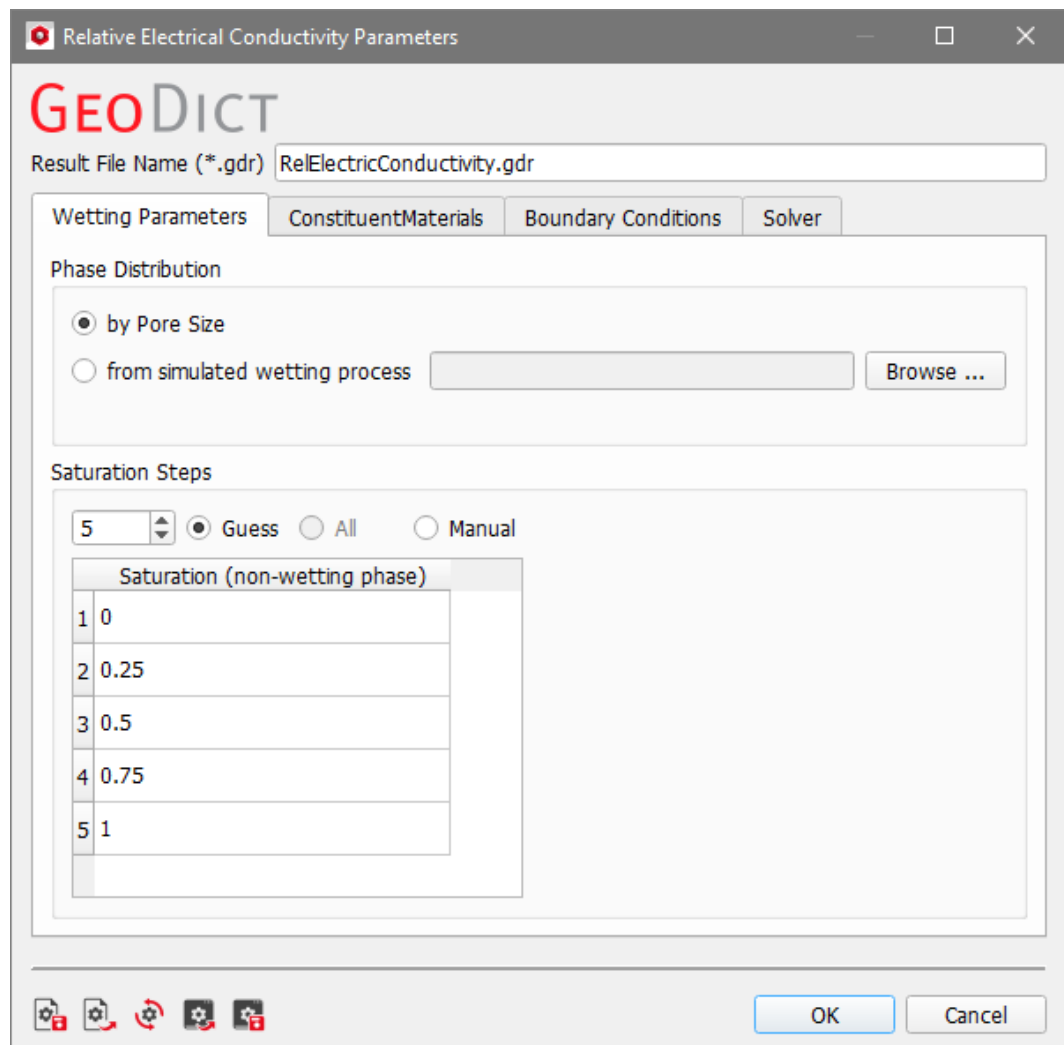 Relative Electrical Conductivity Parameters
GEODICT
Result File Name (*.gdr) RelElectricConductivity.gdr
Wetting Parameters ConstituentMaterials Boundary Conditions Solver
Phase Distribution
by Pore Size
from simulated wetting process Browse ...
Saturation Steps
5 Guess All Manual
Saturation (non-wetting phase)
1 0
2 0.25
3 0.5
4 0.75
5 1
OK Cancel